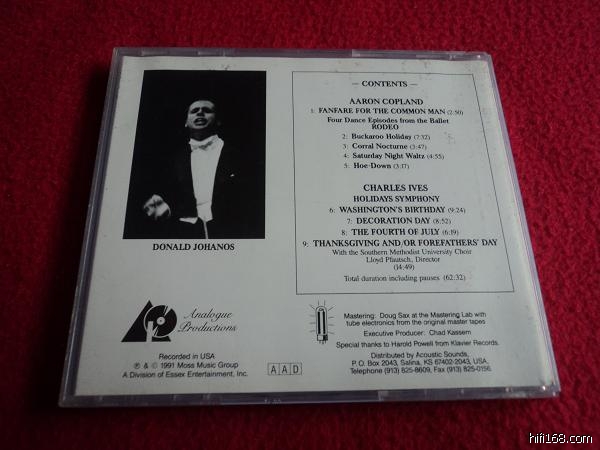 — CONTENTS —
AARON COPLAND
1: FANFARE FOR THE COMMON MAN (2:50)
Four Dance Episodes from the Ballet
RODEO
2: Buckaroo Holiday (7:32)
3: Corral Nocturne (3:47)
4: Saturday Night Waltz (4:55)
5: Hoe-Down (3:17)
CHARLES IVES
HOLIDAYS SYMPHONY
6: WASHINGTON'S BIRTHDAY (9:24)
7: DECORATION DAY (8:52)
8: THE FOURTH OF JULY (6:19)
9: THANKSGIVING AND/OR FOREFATHERS' DAY
With the Southern Methodist University Choir
Lloyd Pfautsch, Director
(14:49)
Total duration including pauses (62:32)
DONALD JOHANOS
Analogue
Productions
Recorded in USA
℗ & © 1991 Moss Music Group
A Division of Essex Entertainment, Inc.
AAD
Mastering: Doug Sax at the Mastering Lab with
tube electronics from the original master tapes
Executive Producer: Chad Kassem
Special thanks to Harold Powell from Klavier Records.
Distributed by Acoustic Sounds,
P. O. Box 2043, Salina, KS 67402-2043, USA.
Telephone (913) 825-8609, Fax (913) 825-0156.
hifi168.com